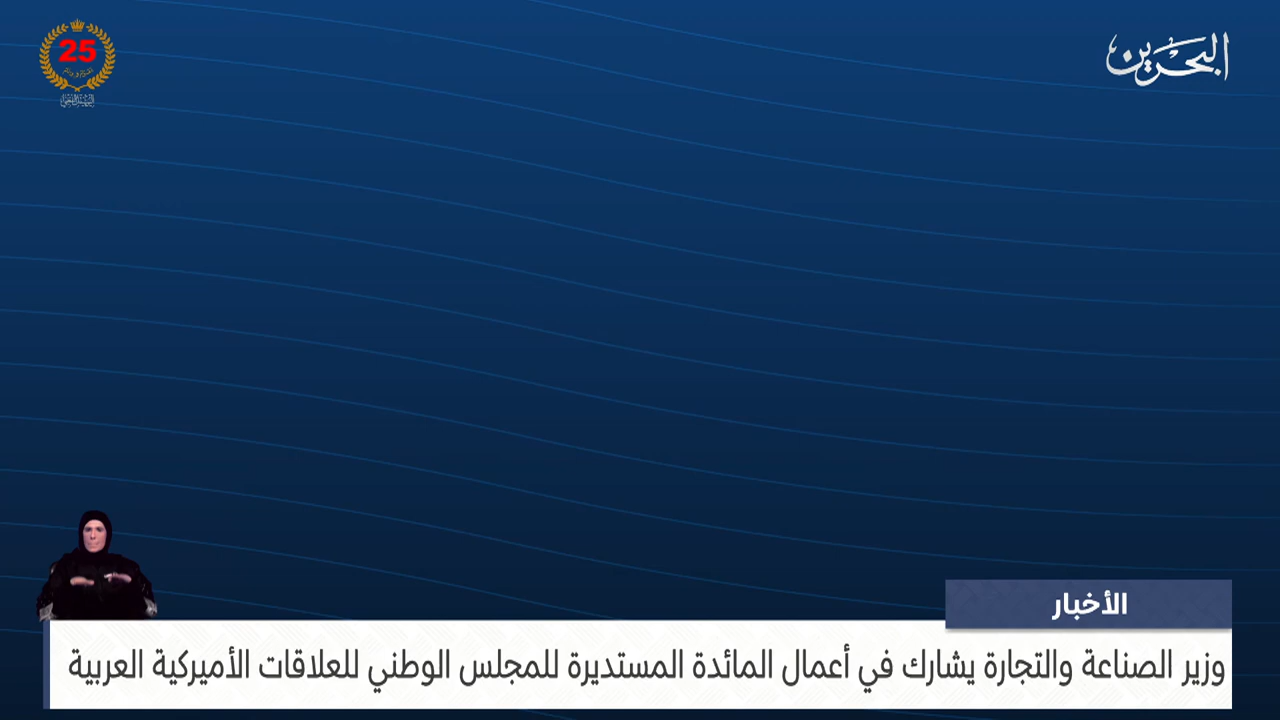 البحرين
25
الأخبار
وزير الصناعة والتجارة يشارك في أعمال المائدة المستديرة للمجلس الوطني للعلاقات الأميركية العربية